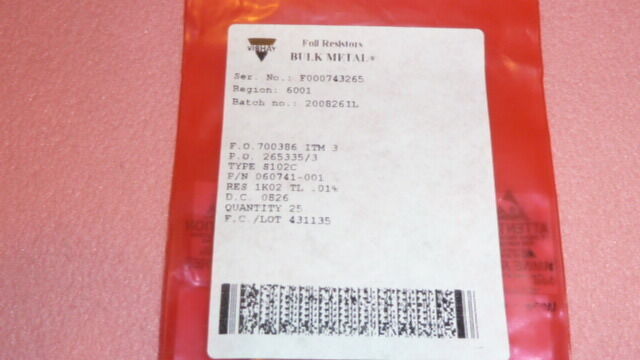 VISHAY
Foil Resistors
BULK METAL®
Ser. No.: F000743265
Region: 6001
Batch no.: 2008261L
F.O.700386 ITM 3
P.O. 265335/3
TYPE S102C
P/N 060741-001
RES 1K02 TL .01%
D.C. 0826
QUANTITY 25
F.C./LOT 431135